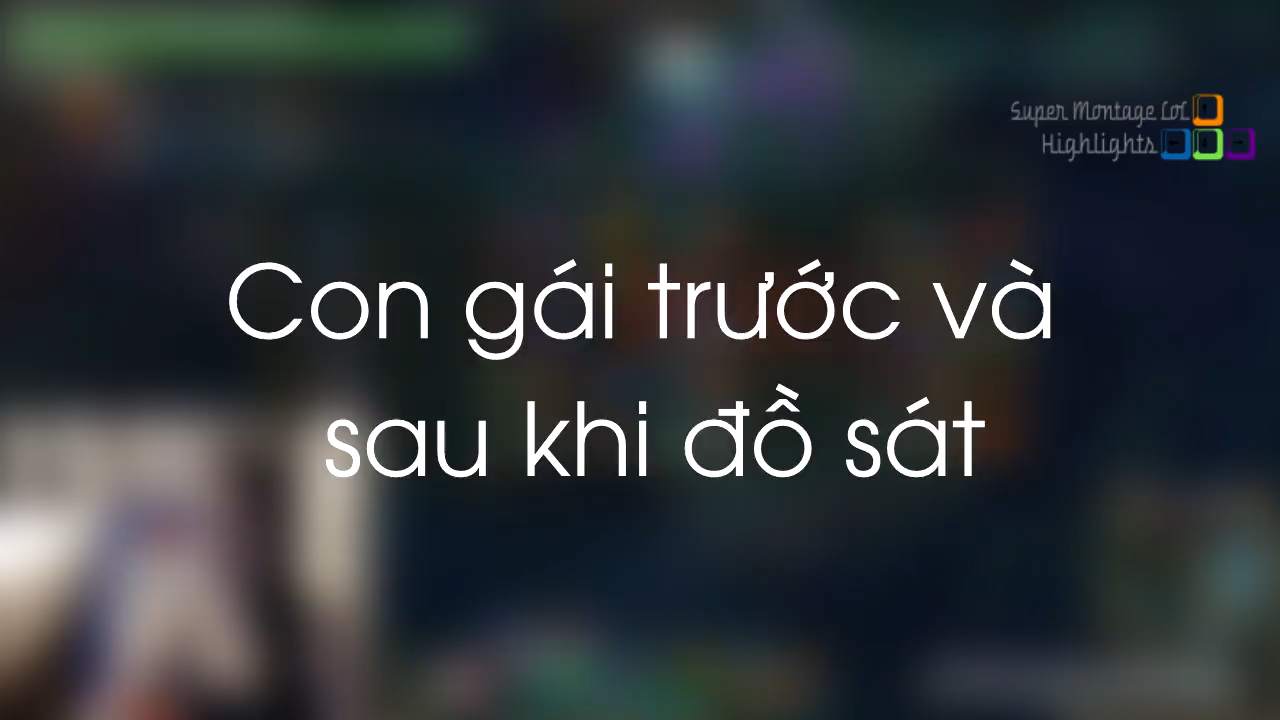 Super Montage LoL
Highlights
Con gái trước và
sau khi đồ sát